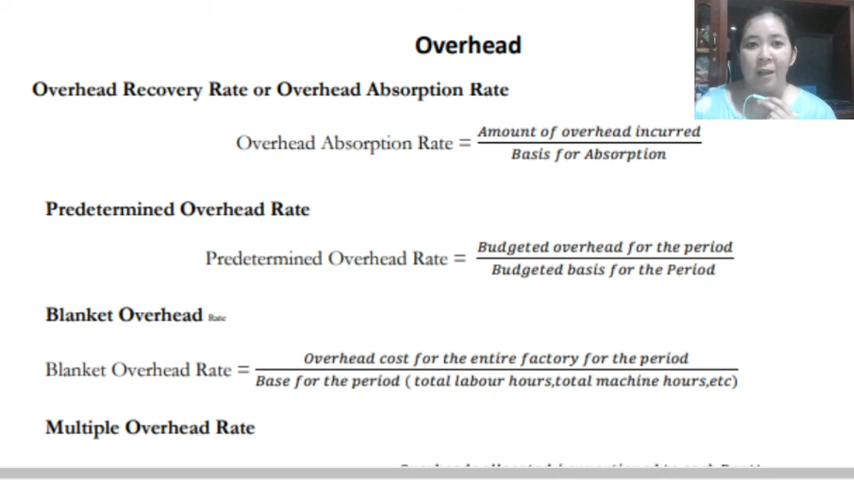 Overhead
Overhead Recovery Rate or Overhead Absorption Rate
Overhead Absorption Rate = Amount of overhead incurred / Basis for Absorption
Predetermined Overhead Rate
Predetermined Overhead Rate = Budgeted overhead for the period / Budgeted basis for the Period
Blanket Overhead Rate
Blanket Overhead Rate = Overhead cost for the entire factory for the period / Base for the period ( total labour hours,total machine hours,etc)
Multiple Overhead Rate